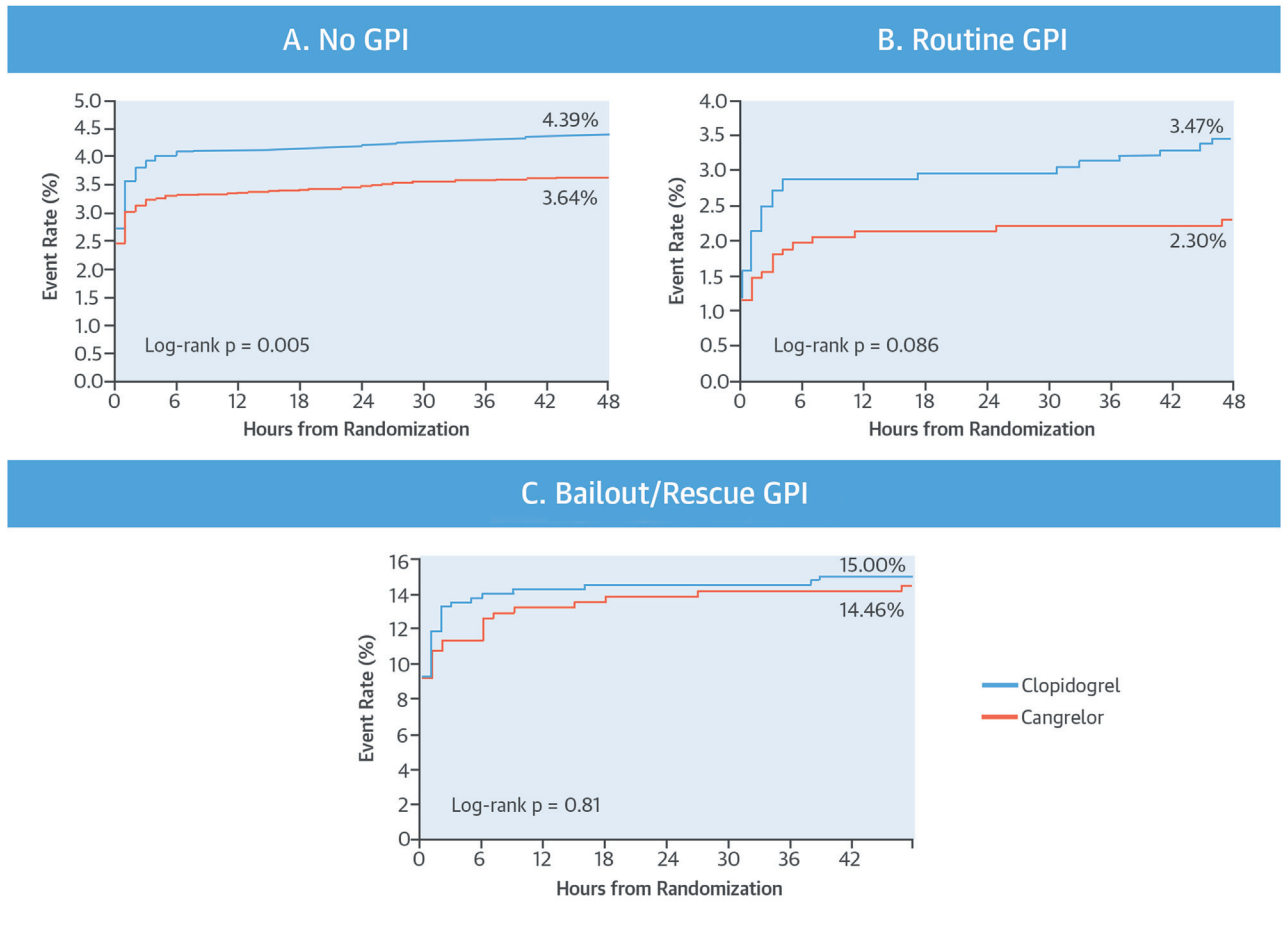 A. No GPI
5.0
4.5
4.0
3.5
3.0
2.5
2.0
1.5
1.0
0.5
0.0
Event Rate (%)
4.39%
3.64%
Log-rank p = 0.005
0 6 12 18 24 30 36 42 48
Hours from Randomization
B. Routine GPI
4.0
3.5
3.0
2.5
2.0
1.5
1.0
0.5
0.0
Event Rate (%)
3.47%
2.30%
Log-rank p = 0.086
0 6 12 18 24 30 36 42 48
Hours from Randomization
C. Bailout/Rescue GPI
16
14
12
10
8
6
4
2
0
Event Rate (%)
15.00%
14.46%
Log-rank p = 0.81
0 6 12 18 24 30 36 42
Hours from Randomization
Clopidogrel
Cangrelor